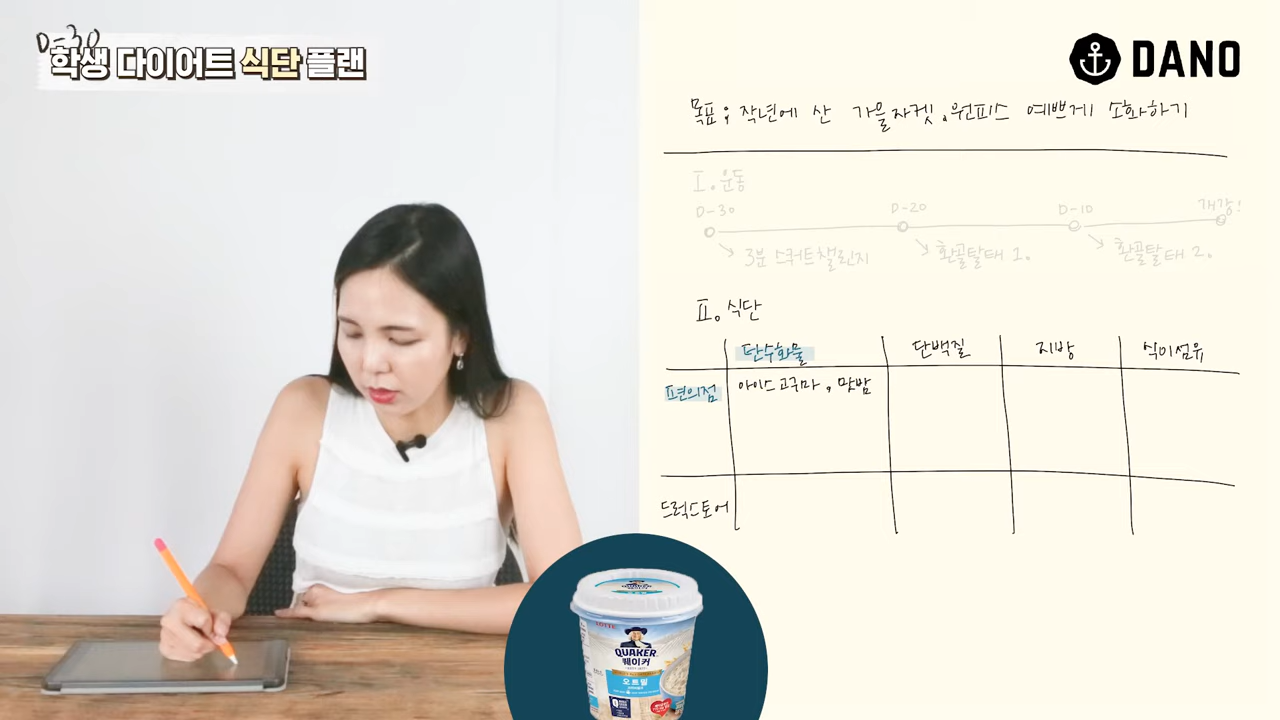 D-30
학생 다이어트 식단 플랜
DANO
목표 : 작년에 산 가을자켓, 원피스 예쁘게 소화하기
I. 운동
D-30 D-20 D-10 개강!
3분 스쿼트챌린지 환골탈태 1. 환골탈태 2.
II. 식단
탄수화물 단백질 지방 식이섬유
편의점 아이스 고구마, 맛밤
드럭스토어
LOTTE
QUAKER
퀘이커
오트밀